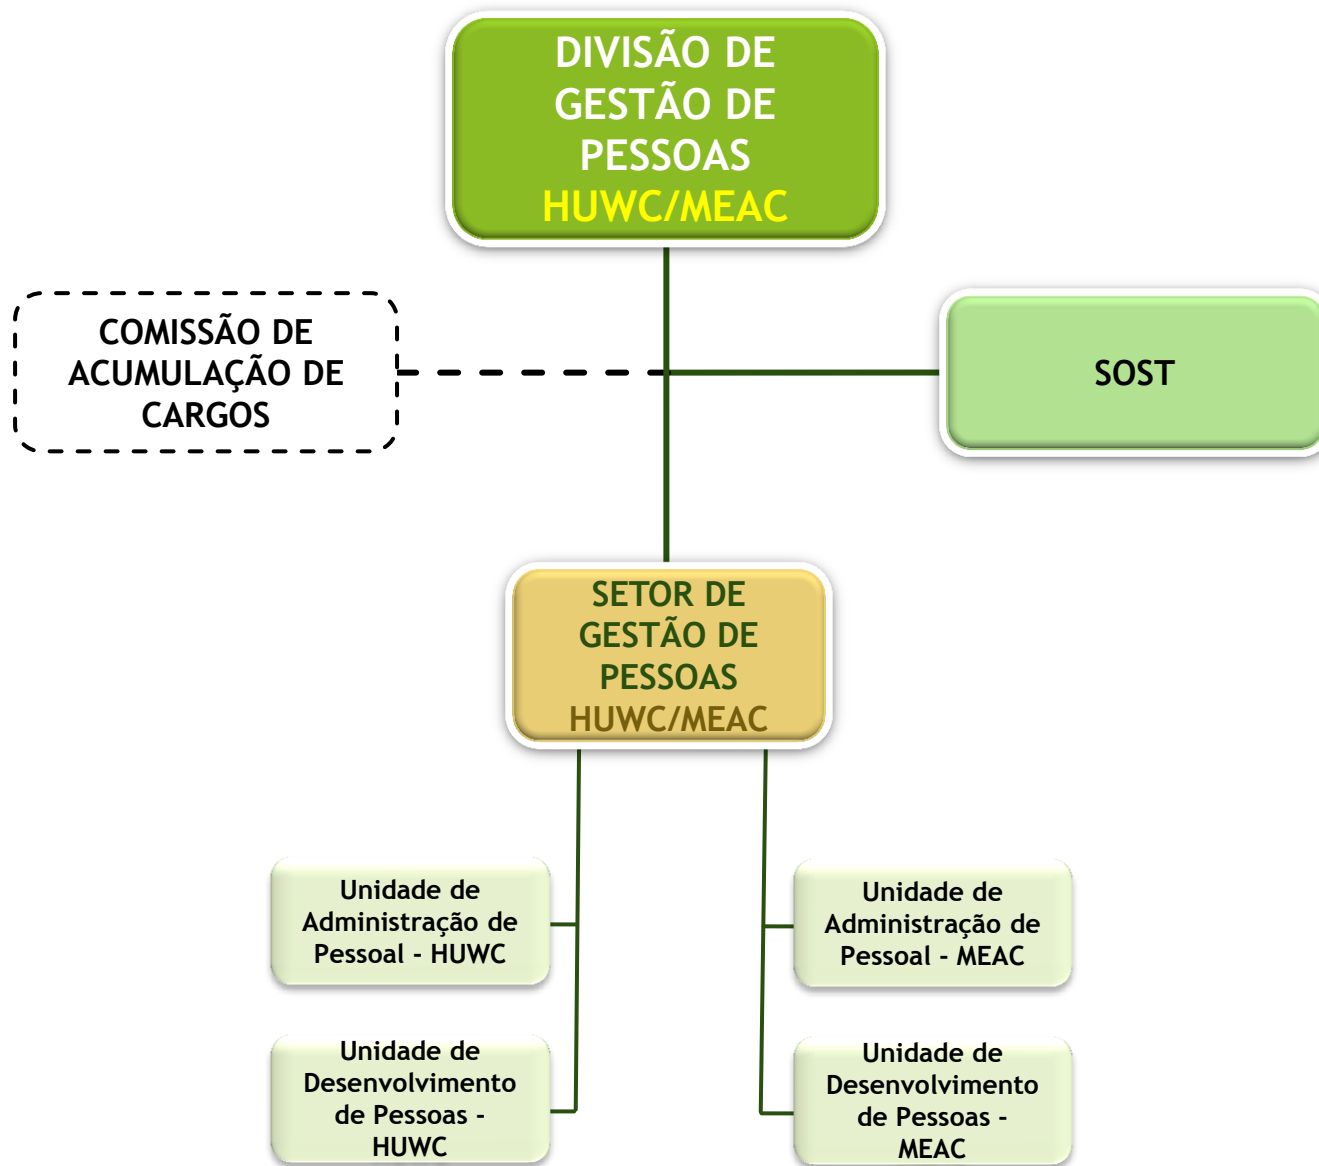 DIVISÃO DE
GESTÃO DE
PESSOAS
HUWC/MEAC
COMISSÃO DE
ACUMULAÇÃO DE
CARGOS
SOST
SETOR DE
GESTÃO DE
PESSOAS
HUWC/MEAC
Unidade de
Administração de
Pessoal - HUWC
Unidade de
Administração de
Pessoal - MEAC
Unidade de
Desenvolvimento
de Pessoas -
HUWC
Unidade de
Desenvolvimento
de Pessoas -
MEAC